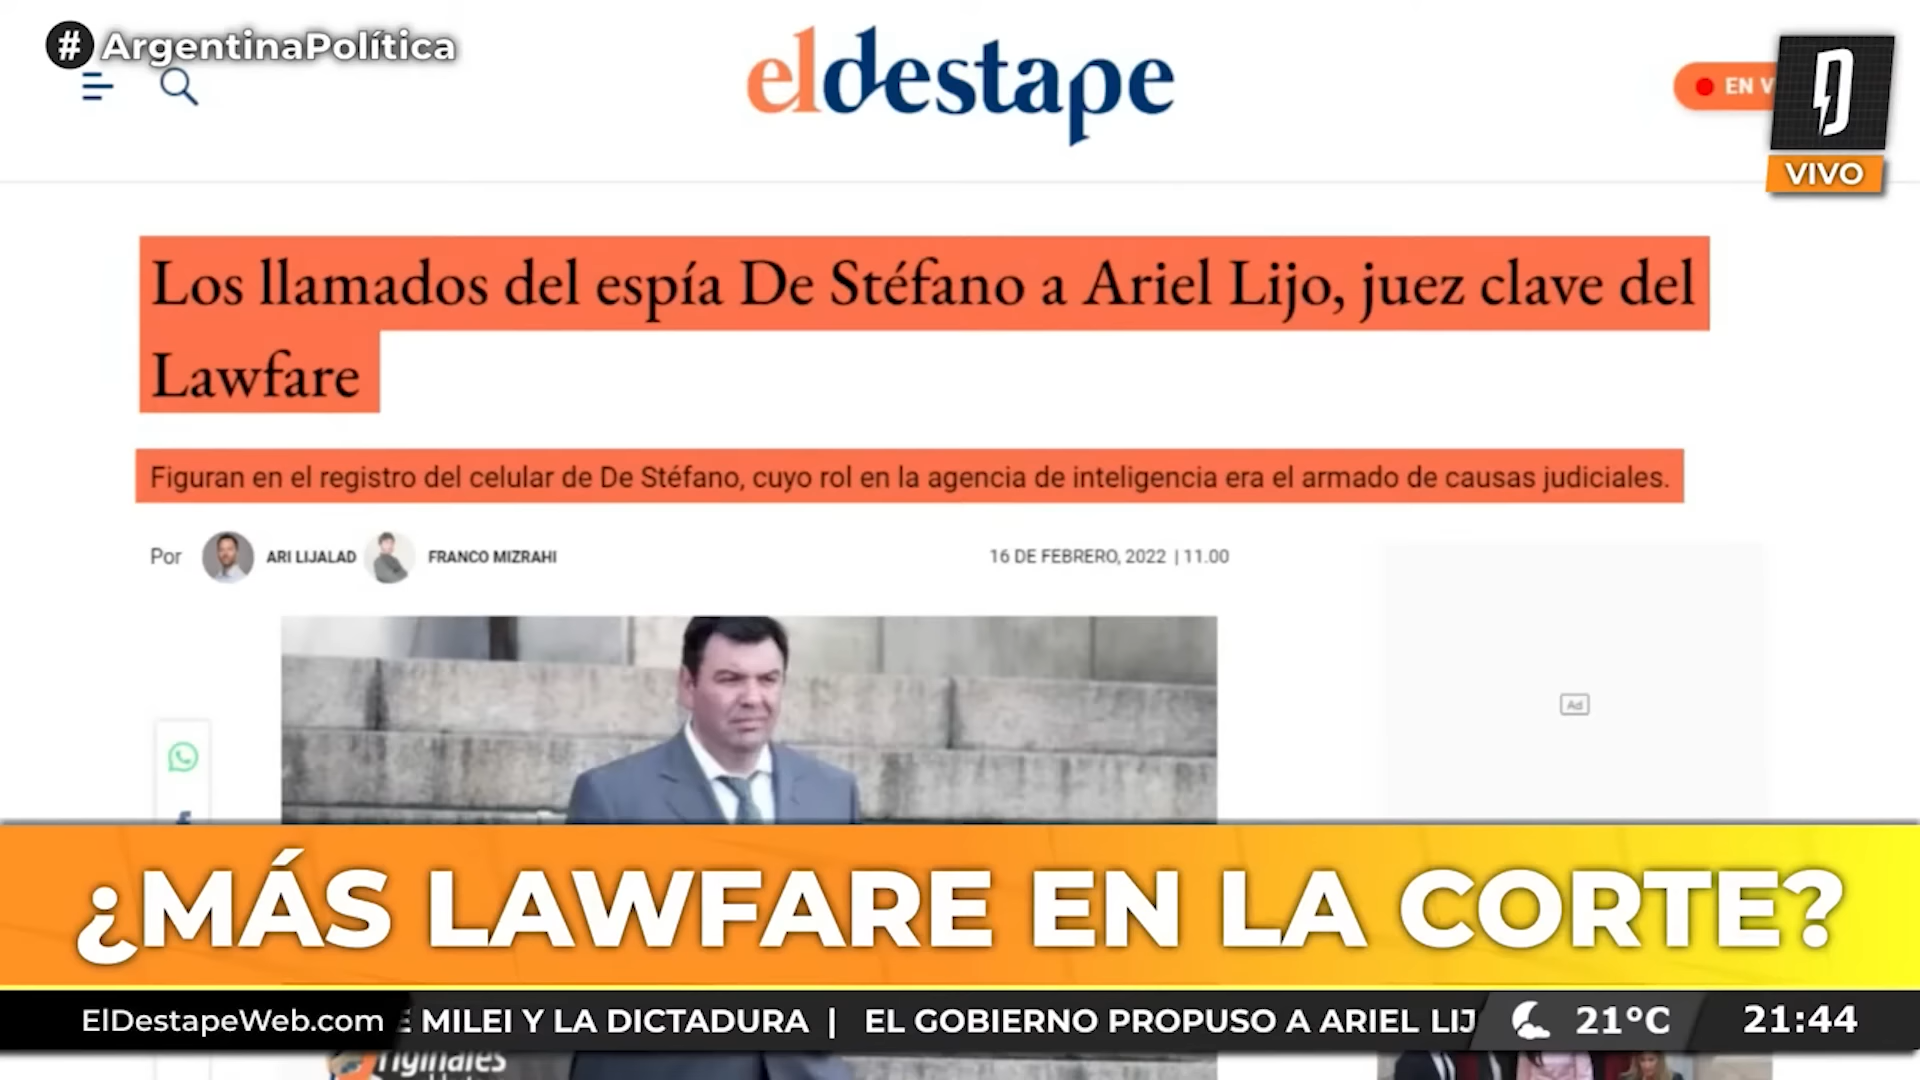 #ArgentinaPolítica
eldestape
EN V
VIVO
Los llamados del espía De Stéfano a Ariel Lijo, juez clave del
Lawfare
Figuran en el registro del celular de De Stéfano, cuyo rol en la agencia de inteligencia era el armado de causas judiciales.
Por ARI LIJALAD FRANCO MIZRAHI 16 DE FEBRERO, 2022 | 11.00
Ad
¿MÁS LAWFARE EN LA CORTE?
ElDestapeWeb.com E MILEI Y LA DICTADURA | EL GOBIERNO PROPUSO A ARIEL LIJ 21°C 21:44